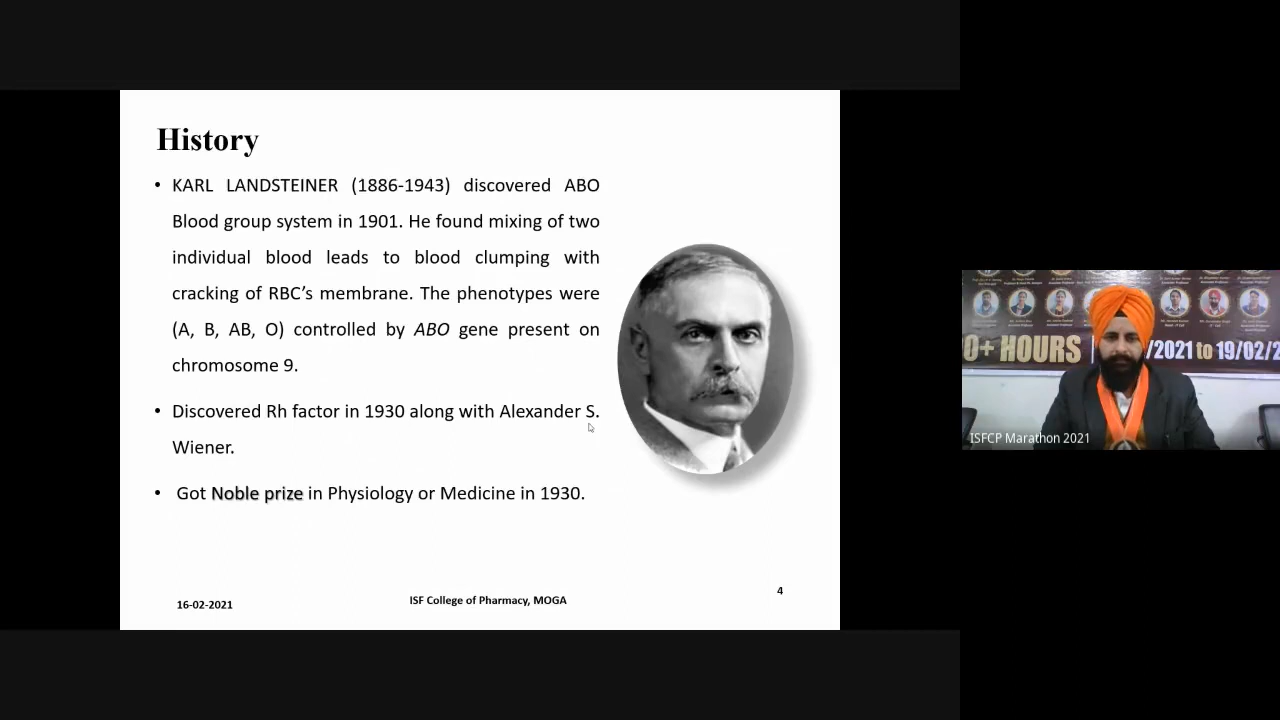 History
• KARL LANDSTEINER (1886-1943) discovered ABO
Blood group system in 1901. He found mixing of two
individual blood leads to blood clumping with
cracking of RBC’s membrane. The phenotypes were
(A, B, AB, O) controlled by ABO gene present on
chromosome 9.
• Discovered Rh factor in 1930 along with Alexander S.
Wiener.
• Got Noble prize in Physiology or Medicine in 1930.
16-02-2021
ISF College of Pharmacy, MOGA
4
0+ HOURS
/2021 to 19/02/2
ISFCP Marathon 2021